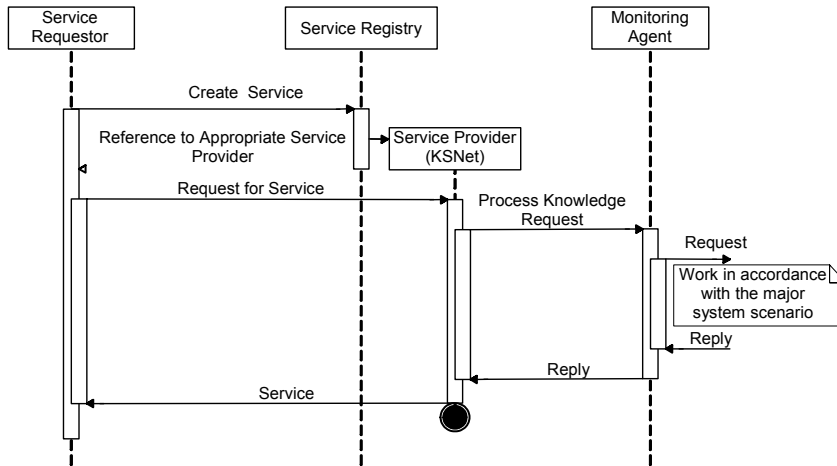 Service
Requestor
Service Registry
Monitoring
Agent
Create Service
Reference to Appropriate Service
Provider
Service Provider
(KSNet)
Request for Service
Process Knowledge
Request
Request
Work in accordance
with the major
system scenario
Reply
Reply
Service